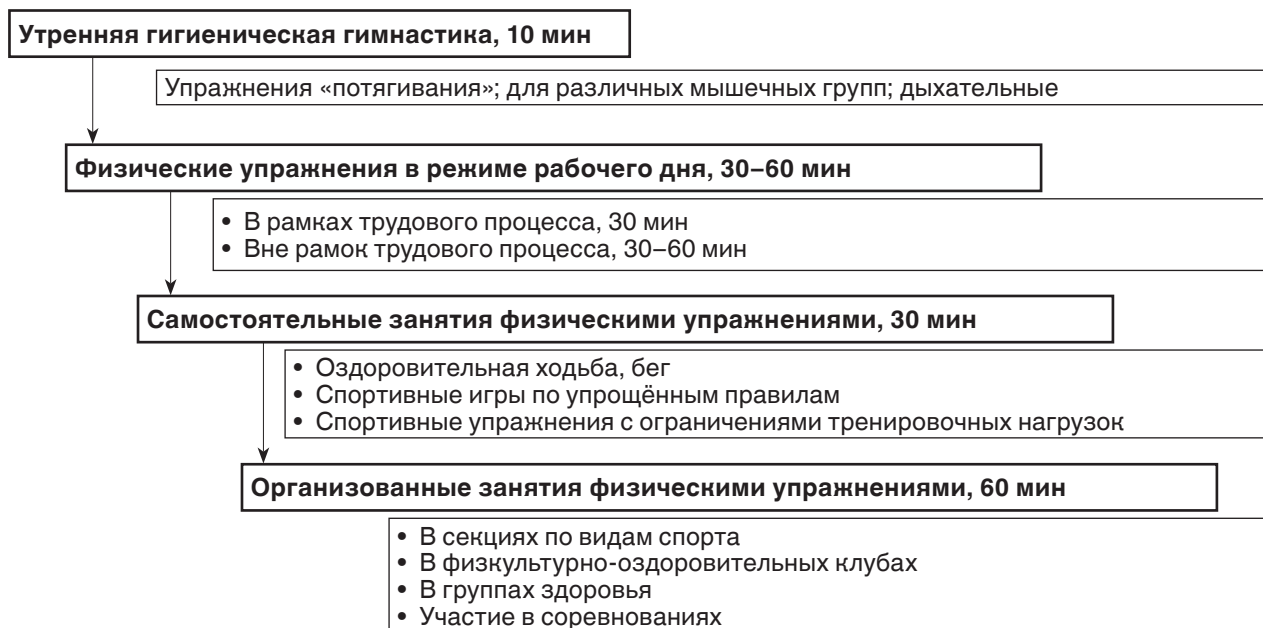 Утренняя гигиеническая гимнастика, 10 мин
Упражнения «потягивания»; для различных мышечных групп; дыхательные
Физические упражнения в режиме рабочего дня, 30–60 мин
• В рамках трудового процесса, 30 мин
• Вне рамок трудового процесса, 30–60 мин
Самостоятельные занятия физическими упражнениями, 30 мин
• Оздоровительная ходьба, бег
• Спортивные игры по упрощённым правилам
• Спортивные упражнения с ограничениями тренировочных нагрузок
Организованные занятия физическими упражнениями, 60 мин
• В секциях по видам спорта
• В физкультурно-оздоровительных клубах
• В группах здоровья
• Участие в соревнованиях